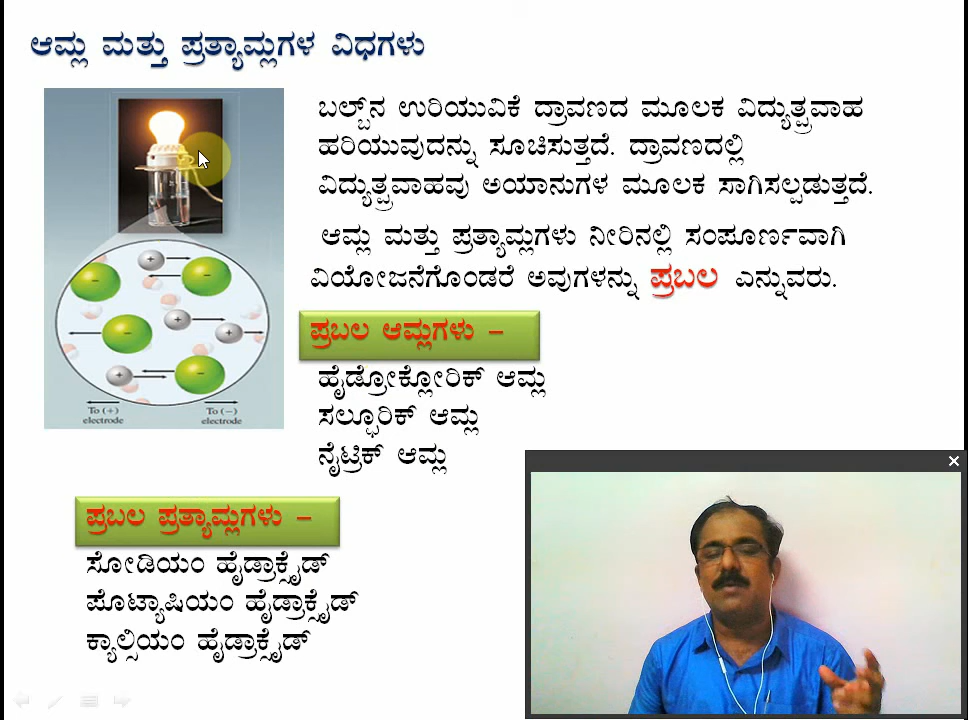 ಆಮ್ಲ ಮತ್ತು ಪ್ರತ್ಯಾಮ್ಲಗಳ ವಿಧಗಳು
ಬಲ್ಬ್‌ನ ಉರಿಯುವಿಕೆ ದ್ರಾವಣದ ಮೂಲಕ ವಿದ್ಯುತ್ಪ್ರವಾಹ
ಹರಿಯುವುದನ್ನು ಸೂಚಿಸುತ್ತದೆ. ದ್ರಾವಣದಲ್ಲಿ
ವಿದ್ಯುತ್ಪ್ರವಾಹವು ಅಯಾನುಗಳ ಮೂಲಕ ಸಾಗಿಸಲ್ಪಡುತ್ತದೆ.
ಆಮ್ಲ ಮತ್ತು ಪ್ರತ್ಯಾಮ್ಲಗಳು ನೀರಿನಲ್ಲಿ ಸಂಪೂರ್ಣವಾಗಿ
ವಿಯೋಜನೆಗೊಂಡರೆ ಅವುಗಳನ್ನು ಪ್ರಬಲ ಎನ್ನುವರು.
ಪ್ರಬಲ ಆಮ್ಲಗಳು –
ಹೈಡ್ರೋಕ್ಲೋರಿಕ್ ಆಮ್ಲ
ಸಲ್ಫೂರಿಕ್ ಆಮ್ಲ
ನೈಟ್ರಿಕ್ ಆಮ್ಲ
To (+) To (−)
electrode electrode
ಪ್ರಬಲ ಪ್ರತ್ಯಾಮ್ಲಗಳು –
ಸೋಡಿಯಂ ಹೈಡ್ರಾಕ್ಸೈಡ್
ಪೊಟ್ಯಾಷಿಯಂ ಹೈಡ್ರಾಕ್ಸೈಡ್
ಕ್ಯಾಲ್ಸಿಯಂ ಹೈಡ್ರಾಕ್ಸೈಡ್